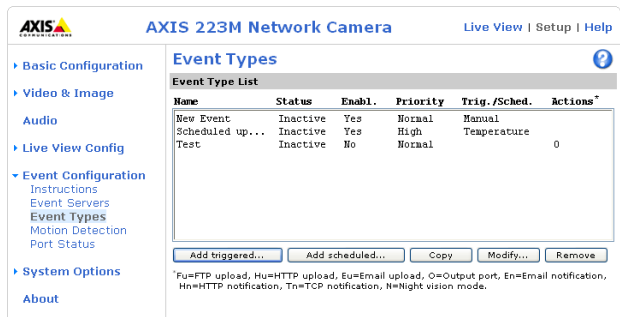 AXIS
COMMUNICATIONS
AXIS 223M Network Camera
Live View | Setup | Help
Basic Configuration
Video & Image
Audio
Live View Config
Event Configuration
Instructions
Event Servers
Event Types
Motion Detection
Port Status
System Options
About
Event Types
?
Event Type List
Name Status Enabl. Priority Trig./Sched. Actions*
New Event Inactive Yes Normal Manual
Scheduled up... Inactive Yes High Temperature
Test Inactive No Normal O
Add triggered... Add scheduled... Copy Modify... Remove
*Fu=FTP upload, Hu=HTTP upload, Eu=Email upload, O=Output port, En=Email notification,
Hn=HTTP notification, Tn=TCP notification, N=Night vision mode.